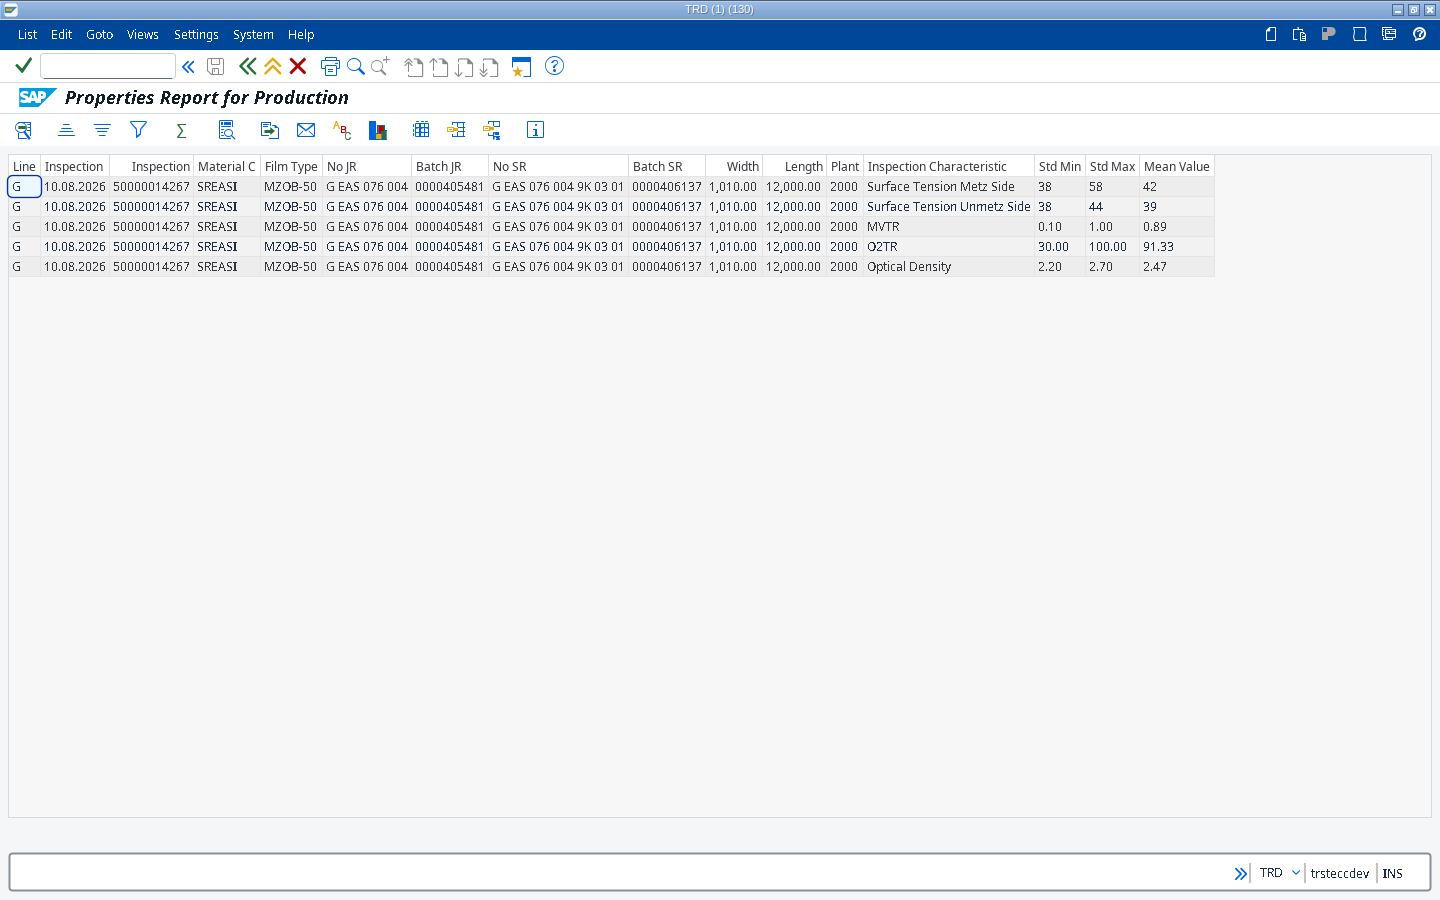 TRD (1) (130)
List Edit Goto Views Settings System Help
SAP Properties Report for Production
Line Inspection Inspection Material C Film Type No JR Batch JR No SR Batch SR Width Length Plant Inspection Characteristic Std Min Std Max Mean Value
G 10.08.2026 50000014267 SREASI MZOB-50 G EAS 076 004 0000405481 G EAS 076 004 9K 03 01 0000406137 1,010.00 12,000.00 2000 Surface Tension Metz Side 38 58 42
G 10.08.2026 50000014267 SREASI MZOB-50 G EAS 076 004 0000405481 G EAS 076 004 9K 03 01 0000406137 1,010.00 12,000.00 2000 Surface Tension Unmetz Side 38 44 39
G 10.08.2026 50000014267 SREASI MZOB-50 G EAS 076 004 0000405481 G EAS 076 004 9K 03 01 0000406137 1,010.00 12,000.00 2000 MVTR 0.10 1.00 0.89
G 10.08.2026 50000014267 SREASI MZOB-50 G EAS 076 004 0000405481 G EAS 076 004 9K 03 01 0000406137 1,010.00 12,000.00 2000 O2TR 30.00 100.00 91.33
G 10.08.2026 50000014267 SREASI MZOB-50 G EAS 076 004 0000405481 G EAS 076 004 9K 03 01 0000406137 1,010.00 12,000.00 2000 Optical Density 2.20 2.70 2.47
TRD trsteccdev INS